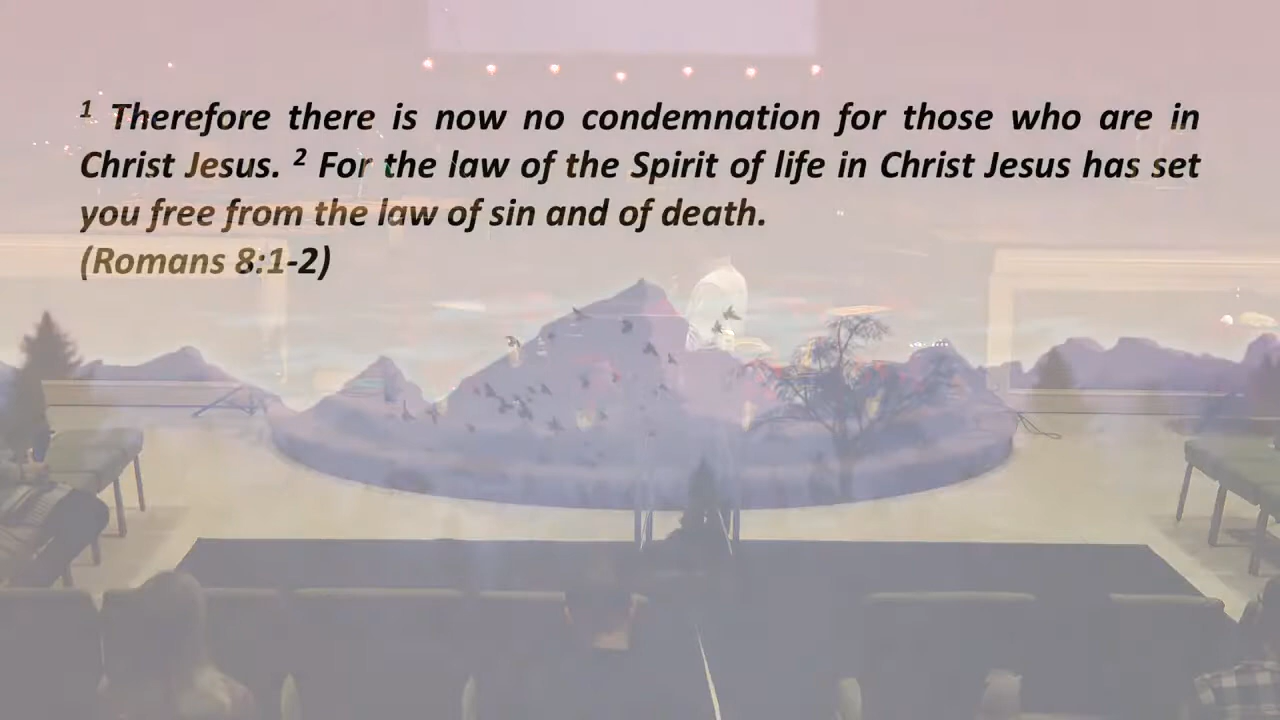 1 Therefore there is now no condemnation for those who are in
Christ Jesus. 2 For the law of the Spirit of life in Christ Jesus has set
you free from the law of sin and of death.
(Romans 8:1-2)